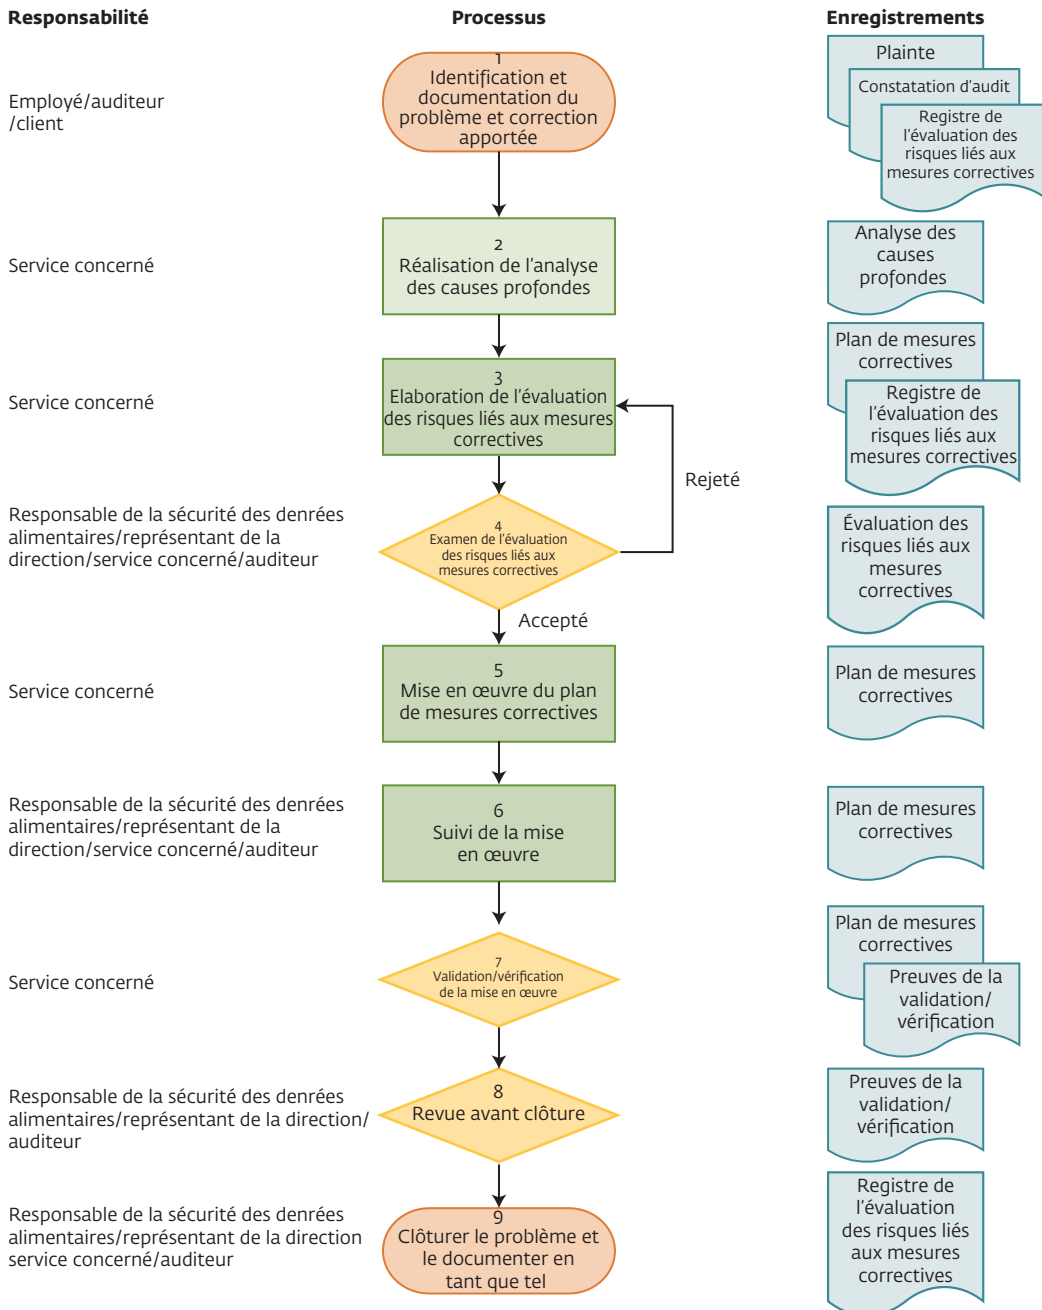 Responsabilité
Processus
Enregistrements
Employé/auditeur
/client
1
Identification et
documentation du
problème et correction
apportée
Plainte
Constatation d'audit
Registre de
l'évaluation des
risques liés aux
mesures correctives
Service concerné
2
Réalisation de l'analyse
des causes profondes
Analyse des
causes
profondes
Service concerné
3
Elaboration de l'évaluation
des risques liés aux mesures
correctives
Plan de mesures
correctives
Registre de
l'évaluation des
risques liés aux
mesures correctives
Rejeté
Responsable de la sécurité des denrées
alimentaires/représentant de la
direction/service concerné/auditeur
4
Examen de l'évaluation
des risques liés aux
mesures correctives
Évaluation des
risques liés aux
mesures
correctives
Accepté
Service concerné
5
Mise en œuvre du plan
de mesures correctives
Plan de mesures
correctives
Responsable de la sécurité des denrées
alimentaires/représentant de la
direction/service concerné/auditeur
6
Suivi de la mise
en œuvre
Plan de mesures
correctives
Service concerné
7
Validation/vérification
de la mise en œuvre
Plan de mesures
correctives
Preuves de la
validation/
vérification
Responsable de la sécurité des denrées
alimentaires/représentant de la direction/
auditeur
8
Revue avant clôture
Preuves de la
validation/
vérification
Responsable de la sécurité des denrées
alimentaires/représentant de la direction
service concerné/auditeur
9
Clôturer le problème et
le documenter en
tant que tel
Registre de
l'évaluation
des risques liés
aux mesures
correctives